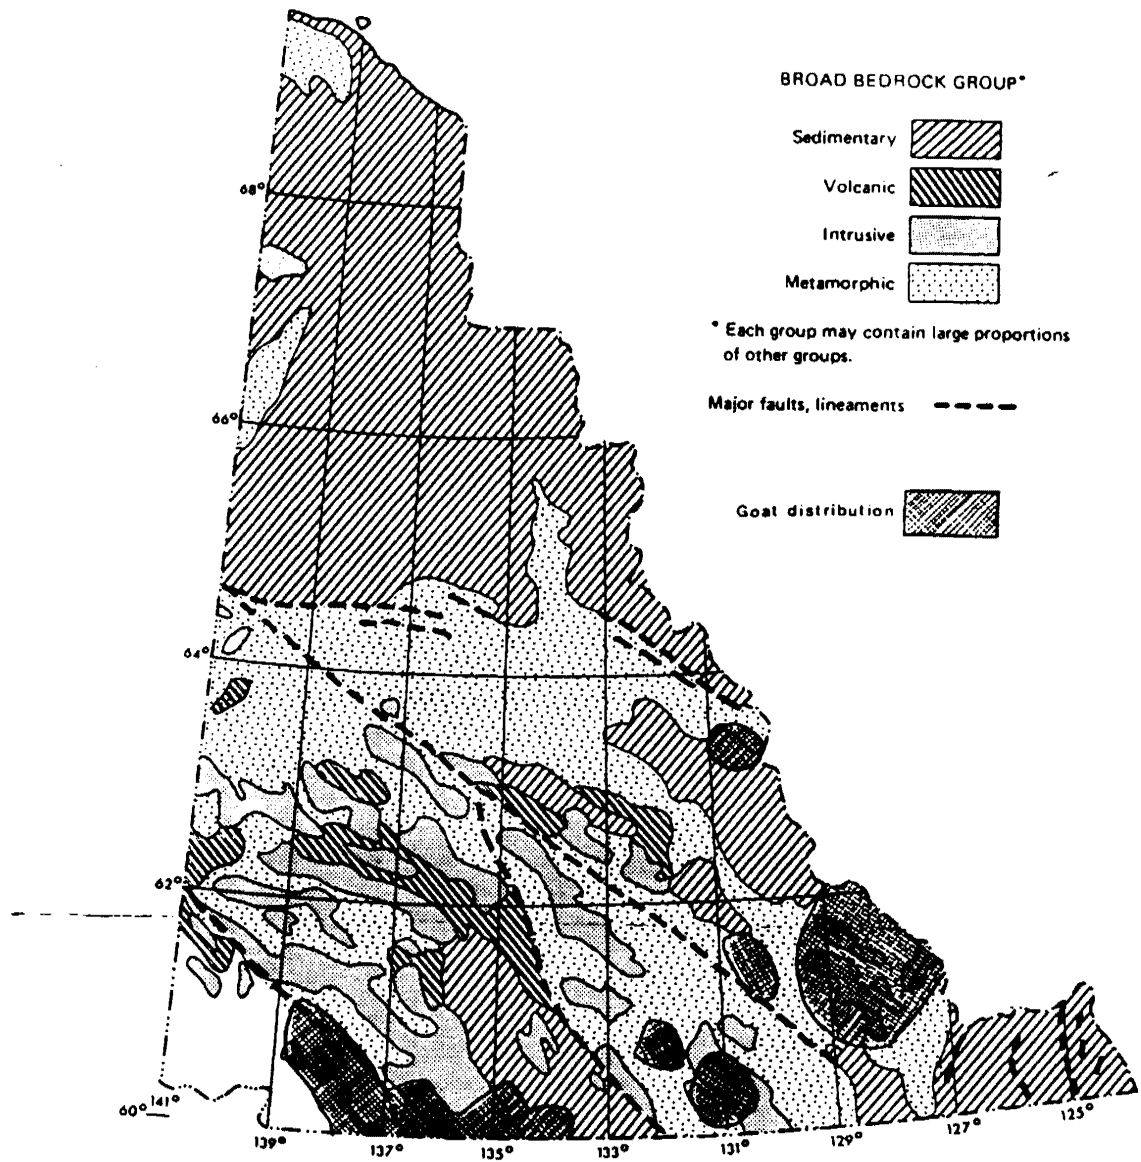 BROAD BEDROCK GROUP*
Sedimentary
Volcanic
Intrusive
Metamorphic
* Each group may contain large proportions
of other groups.
Major faults, lineaments
Goat distribution
68°
66°
64°
62°
60° 141°
139°
137°
135°
133°
131°
129°
127°
125°